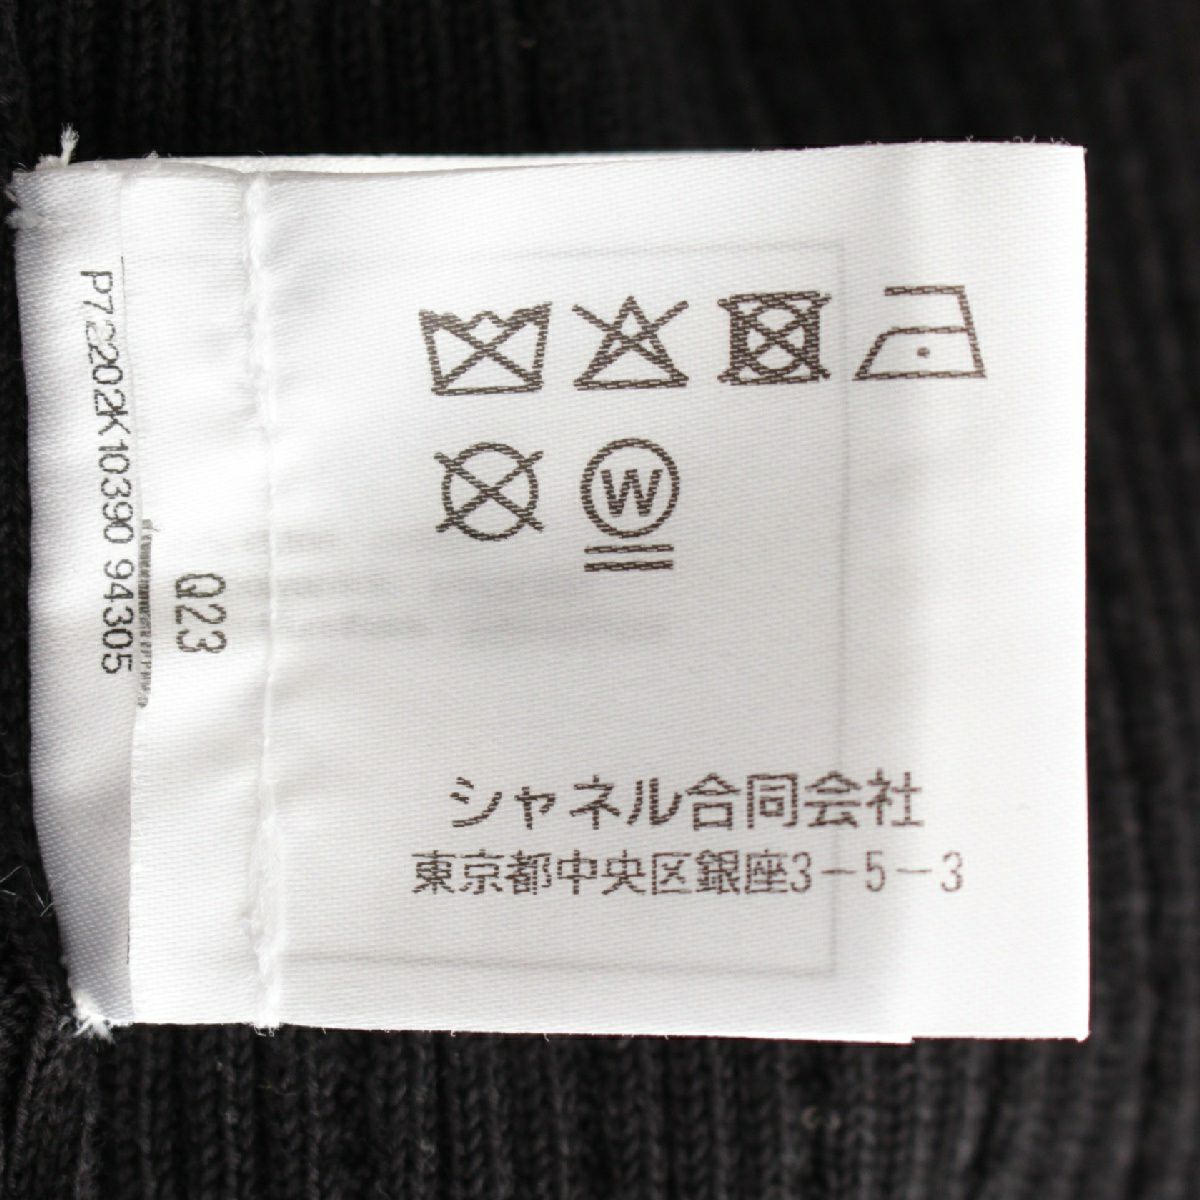 P72202K10390 94305
Q23
W
シャネル合同会社
東京都中央区銀座3-5-3